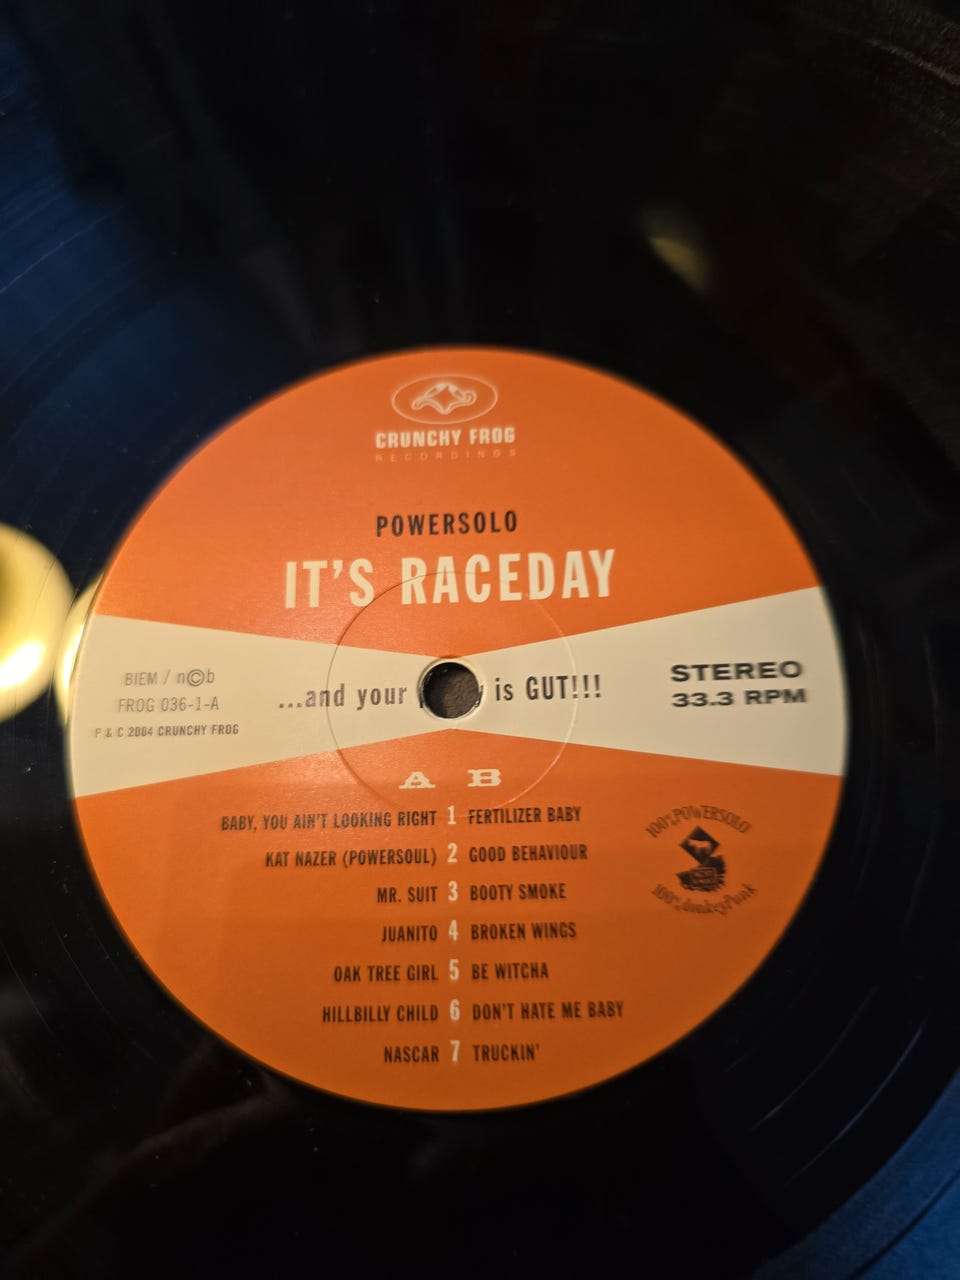 CRUNCHY FROG
RECORDINGS
POWERSOLO
IT'S RACEDAY
...and your is GUT!!!
BIEM / n©b
FROG 036-1-A
P & C 2004 CRUNCHY FROG
STEREO
33.3 RPM
A B
BABY, YOU AIN'T LOOKING RIGHT 1 FERTILIZER BABY
KAT NAZER (POWERSOUL) 2 GOOD BEHAVIOUR
MR. SUIT 3 BOOTY SMOKE
JUANITO 4 BROKEN WINGS
OAK TREE GIRL 5 BE WITCHA
HILLBILLY CHILD 6 DON'T HATE ME BABY
NASCAR 7 TRUCKIN'
100% POWERSOLO
100% donkeyPunk